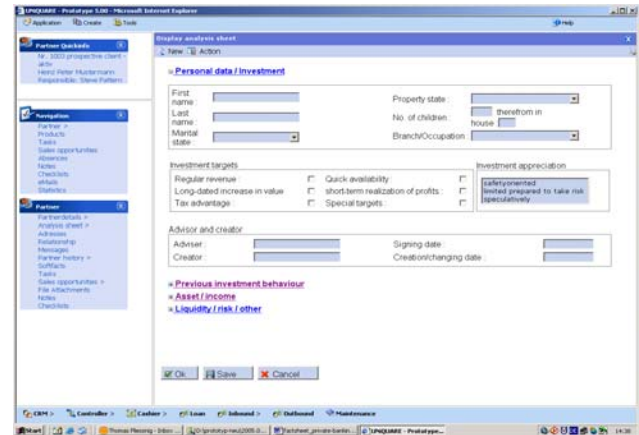 UNIQUARE - Prototype 5.00 - Microsoft Internet Explorer
Application Create Tools Help
Partner Quickinfo
Nr. 1003 prospective client -
aktiv
Heinz Peter Mustermann
Responsible: Steve Pattern
Navigation
Partner >
Products
Tasks
Sales opportunities
Absences
Notes
Checklists
eMails
Statistics
Partner
Partnerdetails >
Analysis sheet >
Adresses
Relationship
Messages
Partner history >
Softfacts
Tasks
Sales opportunities >
File Attachments
Notes
Checklists
Display analysis sheet
New Action
Personal data / Investment
First name :
Property state :
Last name :
No. of children: therefrom in house
Marital state :
Branch/Occupation
Investment targets
Investment appreciation
Regular revenue : Quick availability
Long-dated increase in value short-term realization of profits :
Tax advantage : Special targets :
safetyoriented
limited prepared to take risk
speculatively
Advisor and creator
Adviser : Signing date :
Creator : Creation/changing date :
Previous investment behaviour
Asset / income
Liquidity / risk / other
Ok Save Cancel
CRM > Controller > Cashier > Loan Inbound > Outbound Maintenance
Start Thomas Plessnig - Inbox ... UNIQUARE - Prototype... 14:36